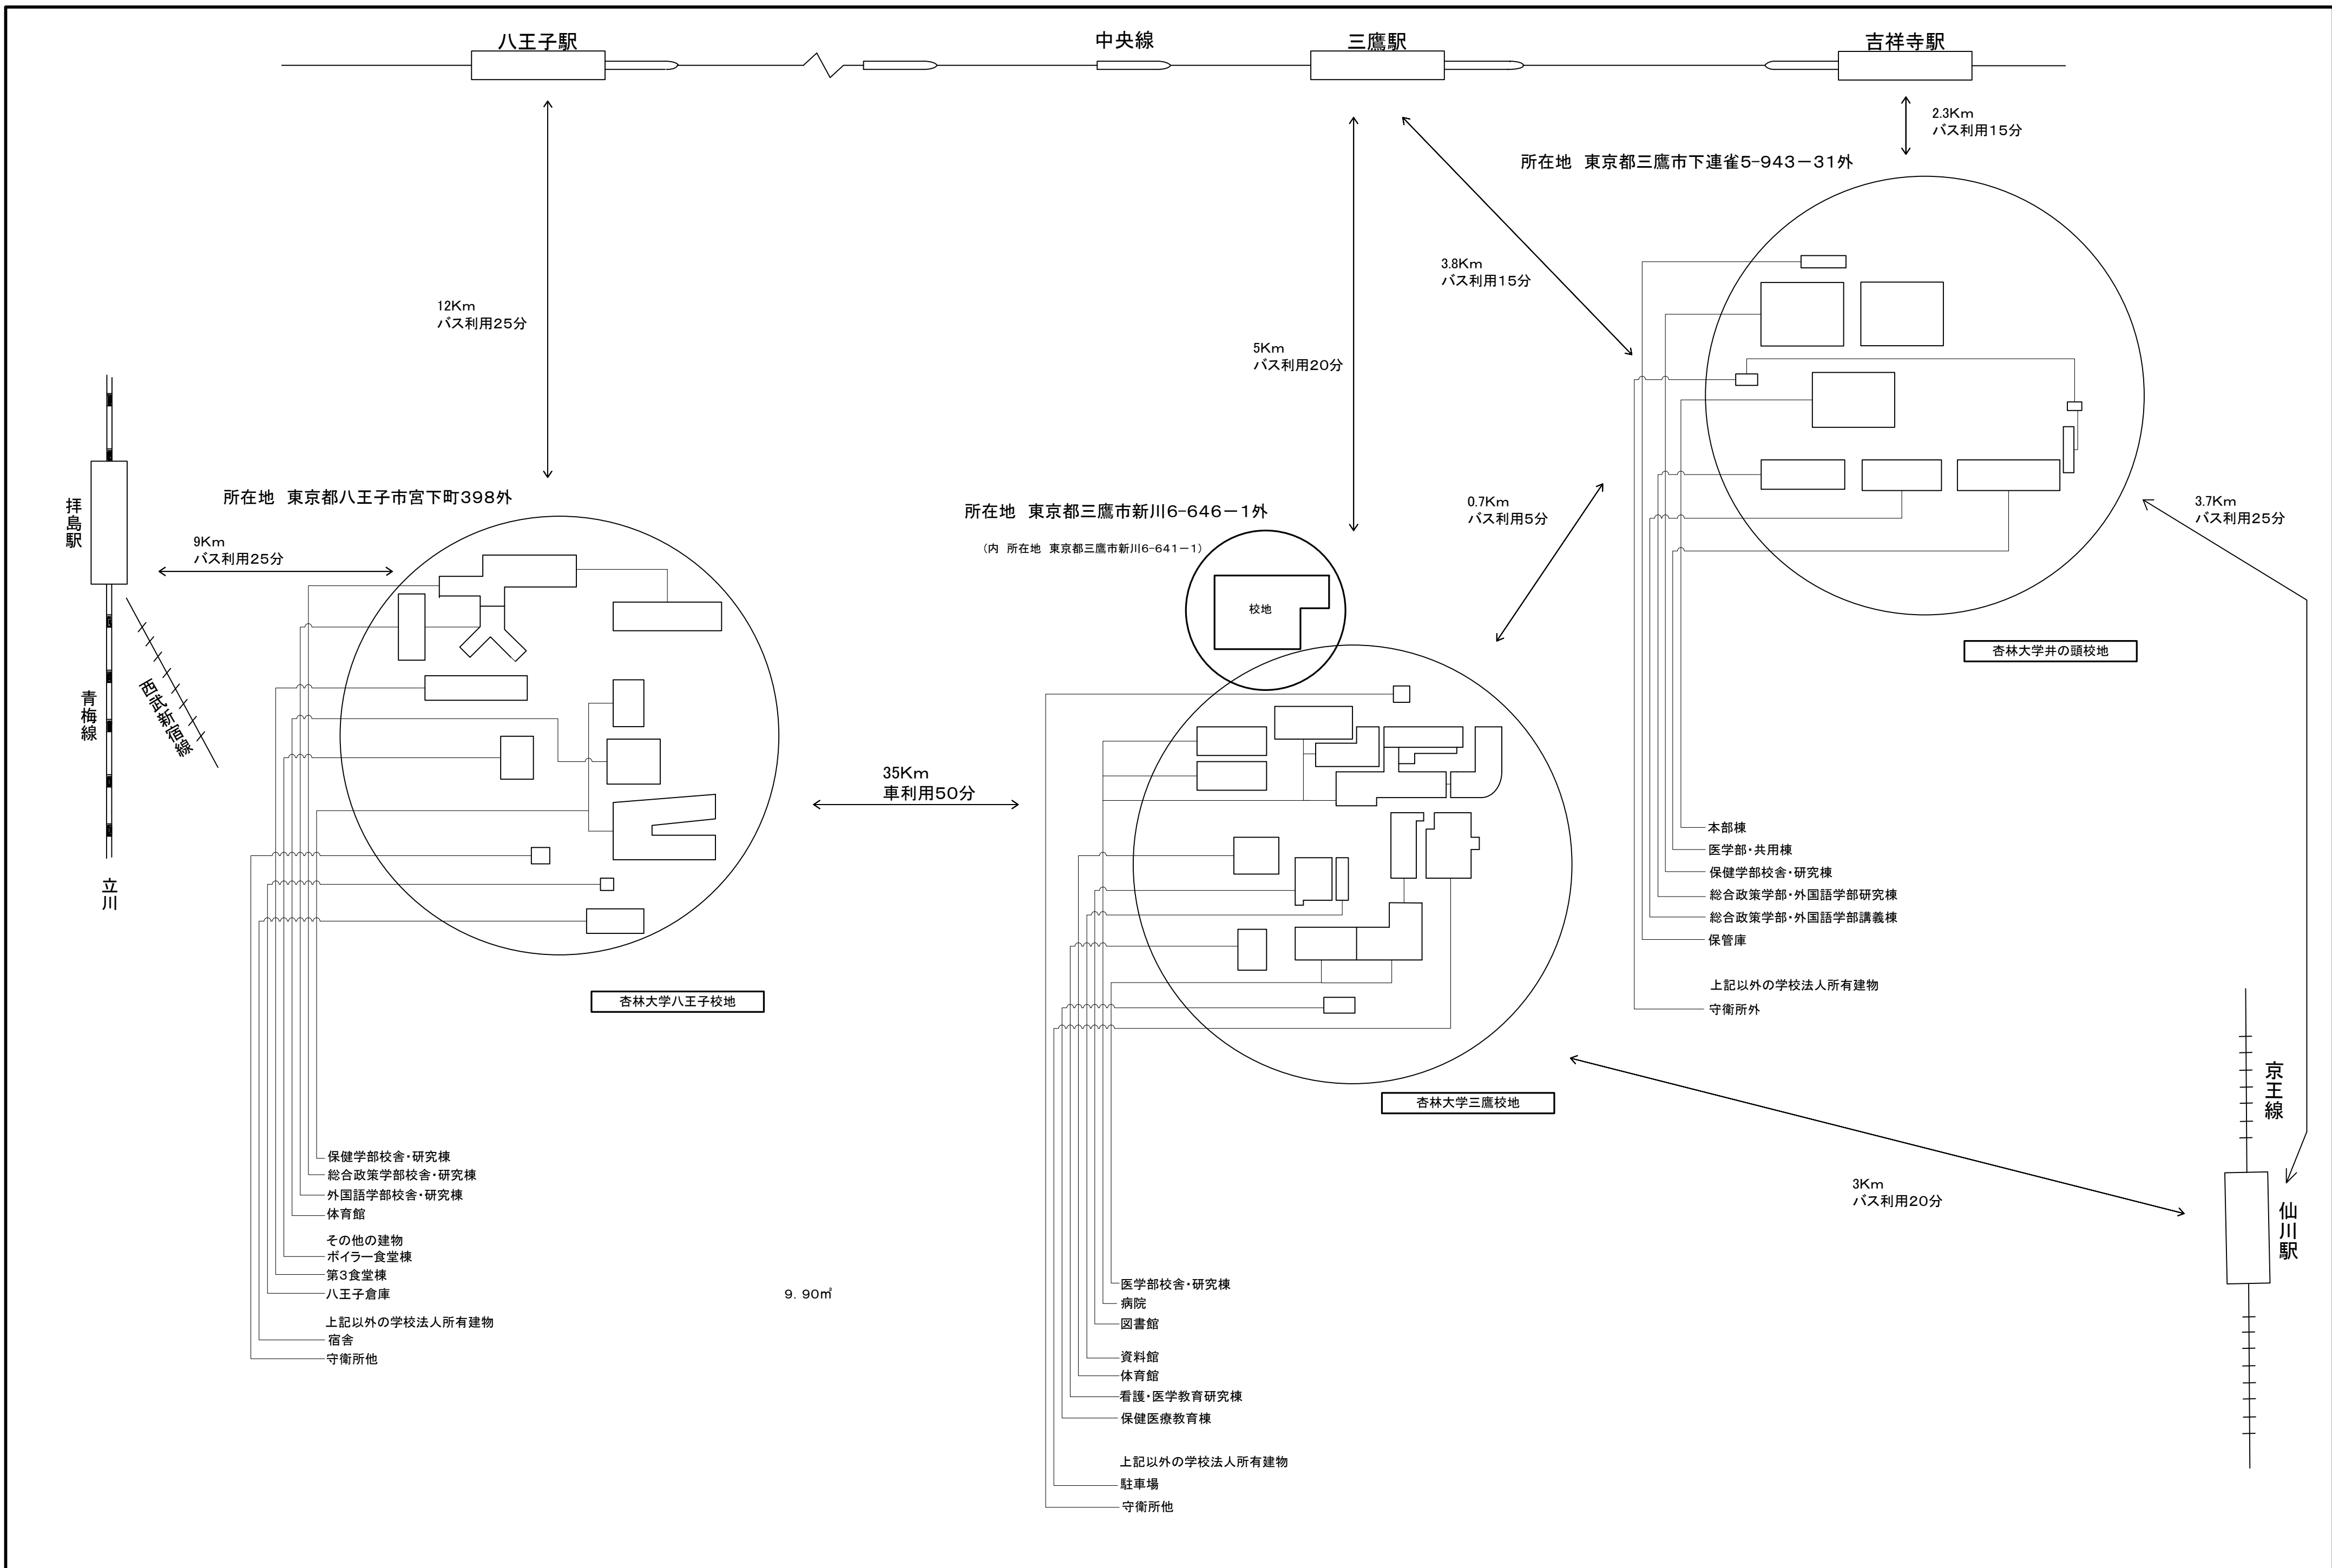 八王子駅
中央線
三鷹駅
吉祥寺駅
2.3Km
バス利用15分
所在地　東京都三鷹市下連雀5-943－31外
3.8Km
バス利用15分
12Km
バス利用25分
5Km
バス利用20分
拝島駅
青梅線
西武新宿線
立川
所在地　東京都八王子市宮下町398外
9Km
バス利用25分
所在地　東京都三鷹市新川6-646－1外
（内　所在地　東京都三鷹市新川6-641－1）
校地
0.7Km
バス利用5分
3.7Km
バス利用25分
杏林大学井の頭校地
35Km
車利用50分
本部棟
医学部・共用棟
保健学部校舎・研究棟
総合政策学部・外国語学部研究棟
総合政策学部・外国語学部講義棟
保管庫
上記以外の学校法人所有建物
守衛所外
杏林大学八王子校地
杏林大学三鷹校地
京王線
仙川駅
3Km
バス利用20分
保健学部校舎・研究棟
総合政策学部校舎・研究棟
外国語学部校舎・研究棟
体育館
その他の建物
ボイラー食堂棟
第3食堂棟
八王子倉庫
上記以外の学校法人所有建物
宿舎
守衛所他
9．90㎡
医学部校舎・研究棟
病院
図書館
資料館
体育館
看護・医学教育研究棟
保健医療教育棟
上記以外の学校法人所有建物
駐車場
守衛所他